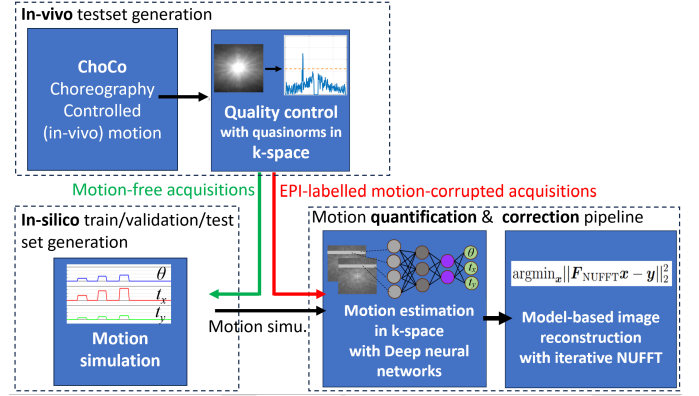 In-vivo testset generation
ChoCo
Choreography
Controlled
(in-vivo) motion
Quality control
with quasinorms in
k-space
Motion-free acquisitions
EPI-labelled motion-corrupted acquisitions
In-silico train/validation/test
set generation
θ
t_x
t_y
Motion
simulation
Motion simu.
Motion quantification & correction pipeline
θ
t_x
t_y
Motion estimation
in k-space
with Deep neural
networks
argmin_x||F_NUFFT x − y||_2^2
Model-based image
reconstruction
with iterative NUFFT